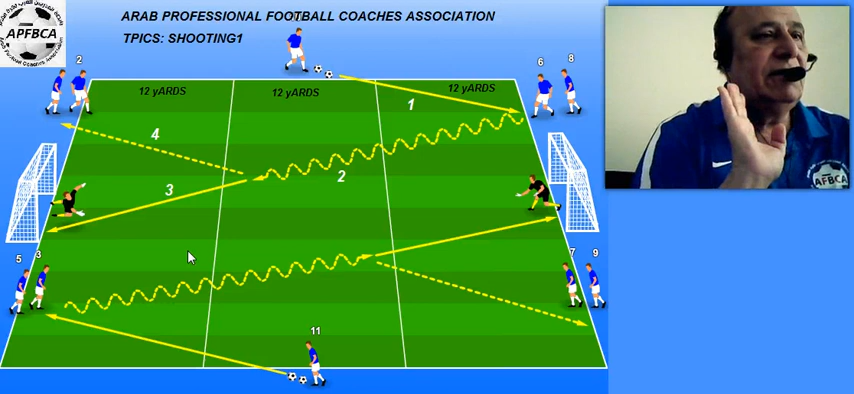 ARAB PROFESSIONAL FOOTBALL COACHES ASSOCIATION
TPICS: SHOOTING1
APFBCA
2
6
8
12 yARDS
12 yARDS
12 yARDS
1
4
2
3
5
3
7
9
11
AFBCA